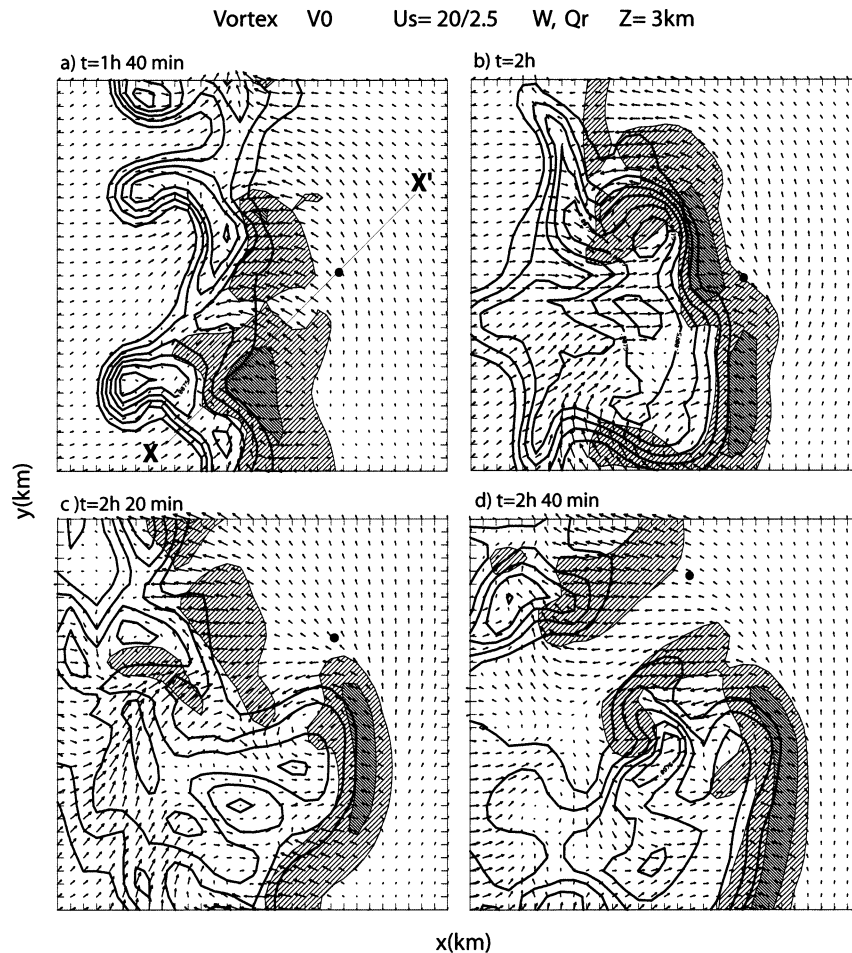 Vortex V0 Us= 20/2.5 W, Qr Z= 3km
a) t=1h 40 min
b) t=2h
X'
X
y(km)
c )t=2h 20 min
d) t=2h 40 min
x(km)